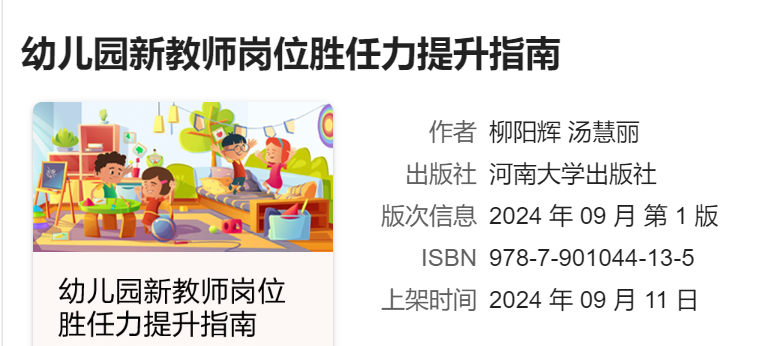 幼儿园新教师岗位胜任力提升指南
作者 柳阳辉 汤慧丽
出版社 河南大学出版社
版次信息 2024 年 09 月 第 1 版
ISBN 978-7-901044-13-5
上架时间 2024 年 09 月 11 日
幼儿园新教师岗位
胜任力提升指南